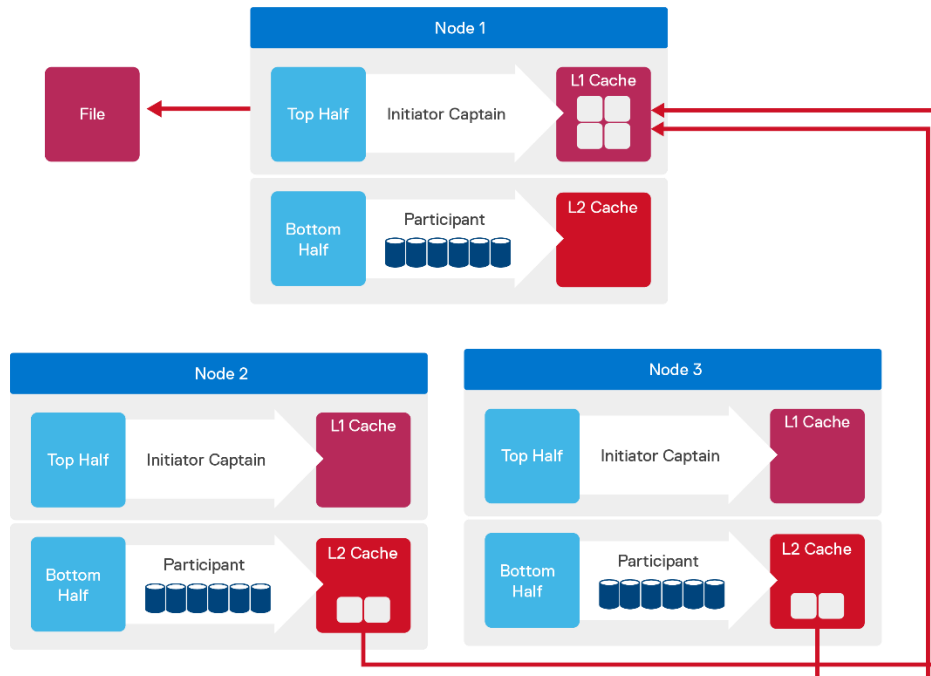 Node 1
File
Top Half
Initiator Captain
L1 Cache
Bottom
Half
Participant
L2 Cache
Node 2
Top Half
Initiator Captain
L1 Cache
Bottom
Half
Participant
L2 Cache
Node 3
Top Half
Initiator Captain
L1 Cache
Bottom
Half
Participant
L2 Cache